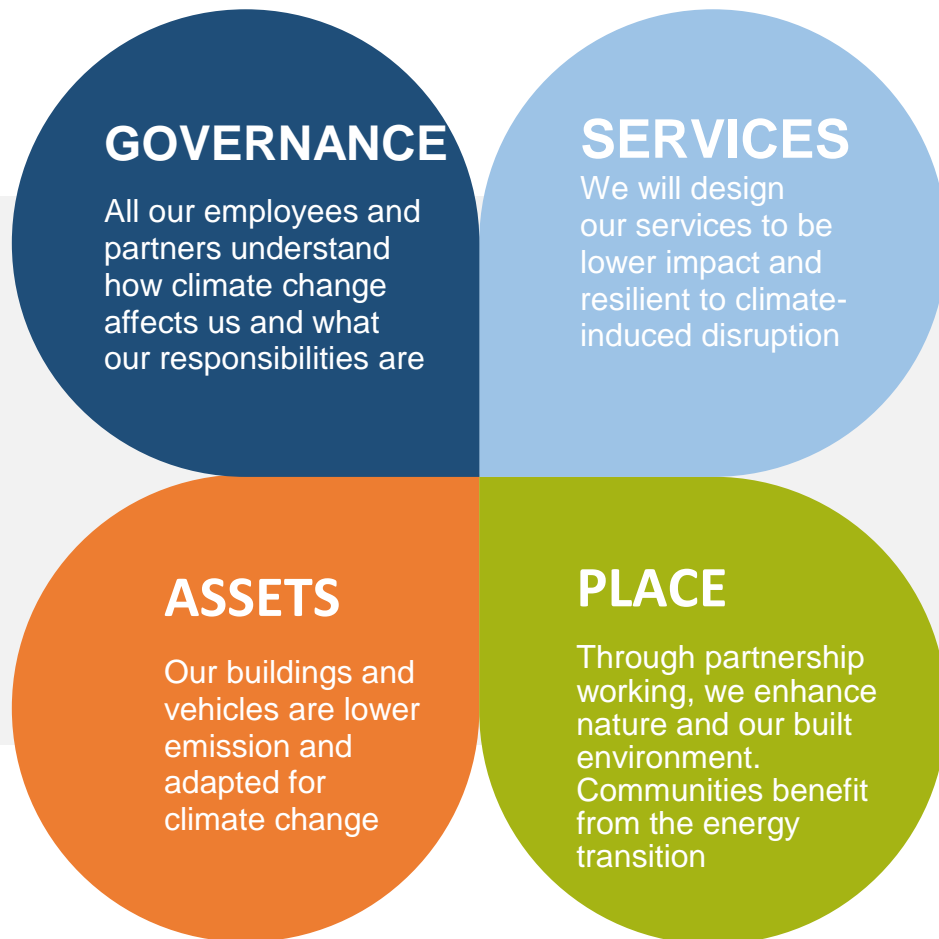 GOVERNANCE
All our employees and
partners understand
how climate change
affects us and what
our responsibilities are
SERVICES
We will design
our services to be
lower impact and
resilient to climate-
induced disruption
ASSETS
Our buildings and
vehicles are lower
emission and
adapted for
climate change
PLACE
Through partnership
working, we enhance
nature and our built
environment.
Communities benefit
from the energy
transition